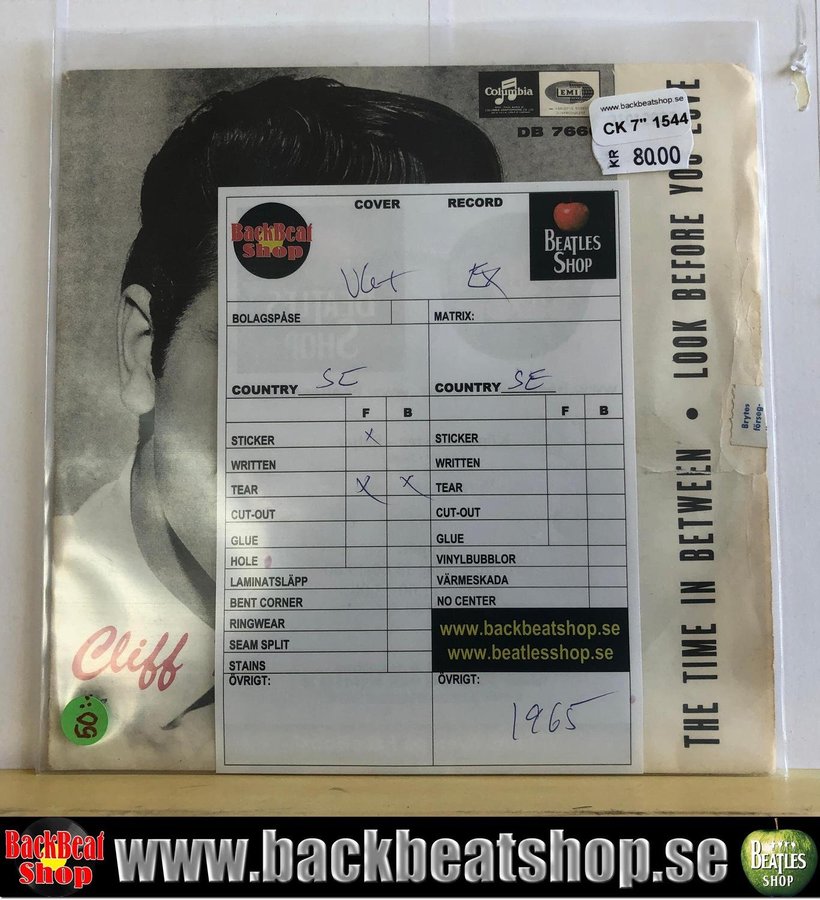 Columbia
EMI
DB 766
www.backbeatshop.se
CK 7" 1544
KR 80.00
THE TIME IN BETWEEN • LOOK BEFORE YOU LOVE
Brytes
förseg-
Cliff
50:-
COVER RECORD
BackBeat
Shop
BEATLES
SHOP
VG+ EX
BOLAGSPÅSE MATRIX:
COUNTRY SE COUNTRY SE
F B F B
STICKER X STICKER
WRITTEN WRITTEN
TEAR X X TEAR
CUT-OUT CUT-OUT
GLUE GLUE
HOLE VINYLBUBBLOR
LAMINATSLÄPP VÄRMESKADA
BENT CORNER NO CENTER
RINGWEAR
SEAM SPLIT
STAINS
www.backbeatshop.se
www.beatlesshop.se
ÖVRIGT: ÖVRIGT:
1965
BackBeat
Shop
www.backbeatshop.se
BEATLES
SHOP